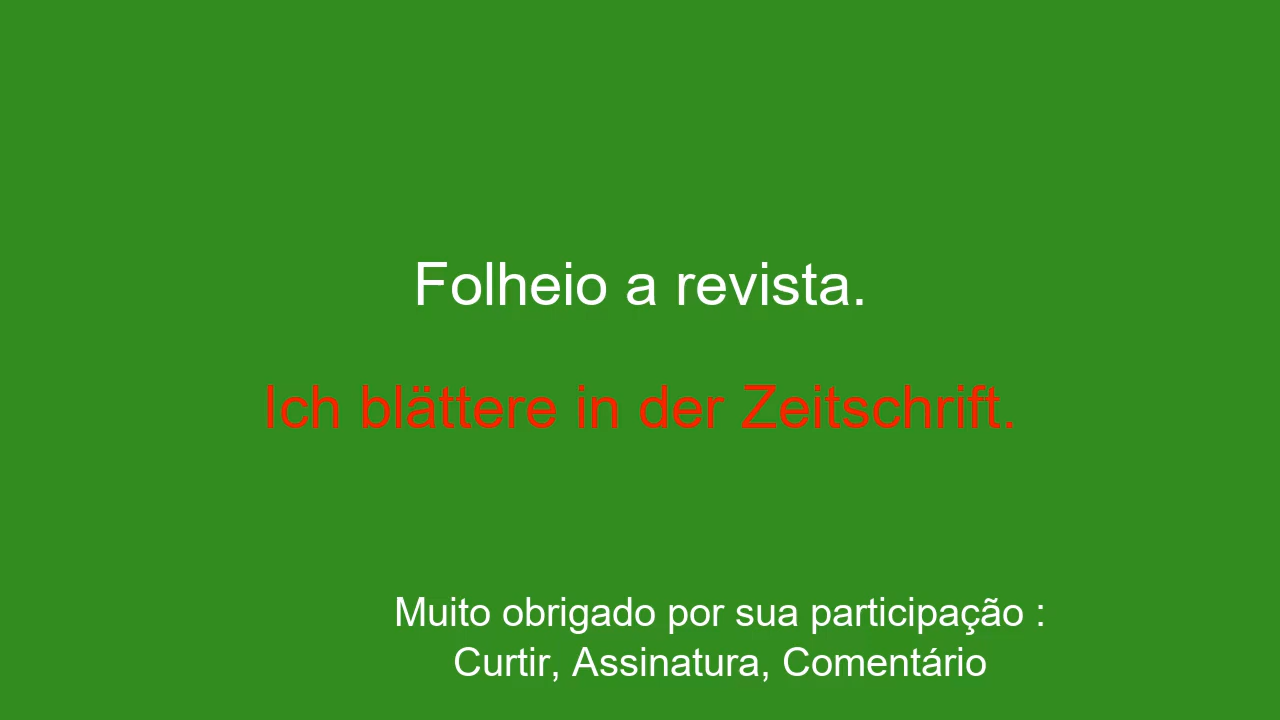 Folheio a revista.
Ich blättere in der Zeitschrift.
Muito obrigado por sua participação :
Curtir, Assinatura, Comentário